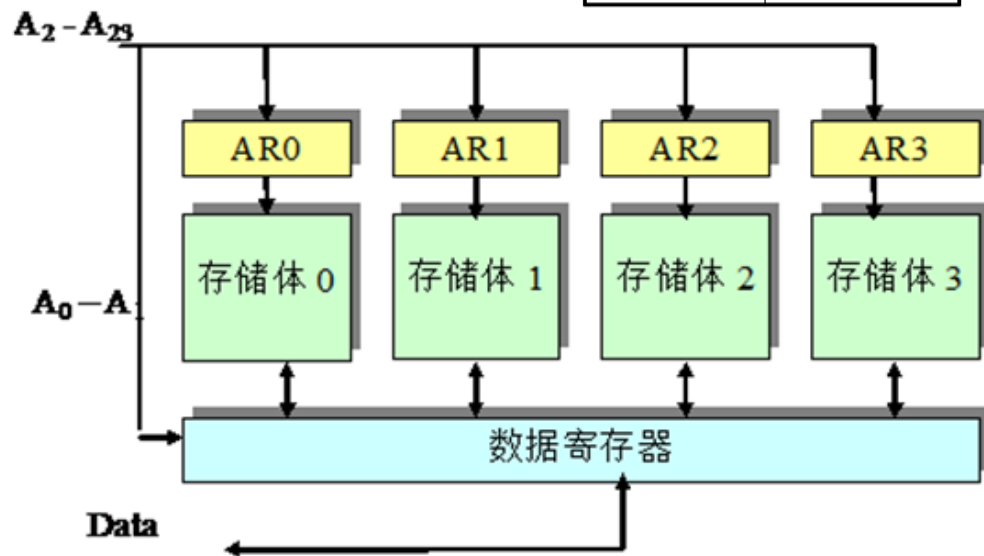 A₂-A₂₃
AR0 AR1 AR2 AR3
存储体 0 存储体 1 存储体 2 存储体 3
A₀-A
数据寄存器
Data